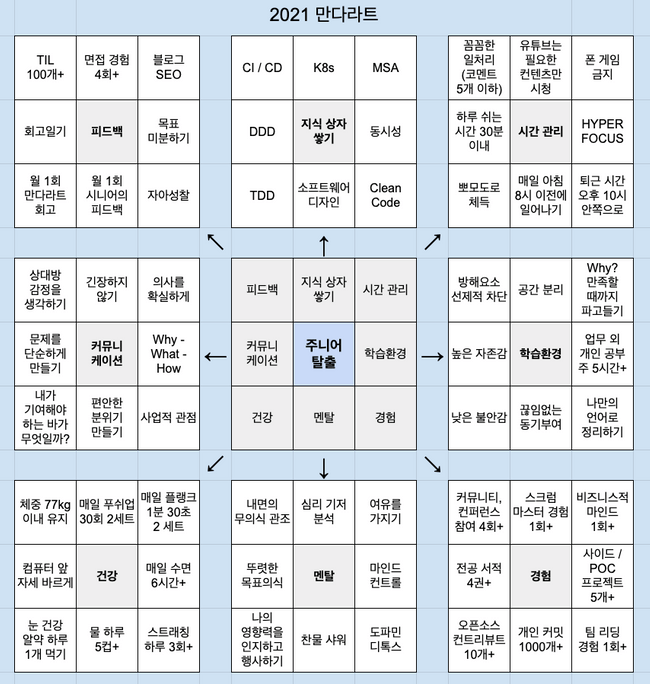 2021 만다라트
TIL
100개+
면접 경험
4회+
블로그
SEO
회고일기
피드백
목표
미분하기
월 1회
만다라트
회고
월 1회
시니어의
피드백
자아성찰
CI / CD
K8s
MSA
DDD
지식 상자
쌓기
동시성
TDD
소프트웨어
디자인
Clean
Code
꼼꼼한
일처리
(코멘트
5개 이하)
유튜브는
필요한
컨텐츠만
시청
폰 게임
금지
하루 쉬는
시간 30분
이내
시간 관리
HYPER
FOCUS
뽀모도로
체득
매일 아침
8시 이전에
일어나기
퇴근 시간
오후 10시
안쪽으로
상대방
감정을
생각하기
긴장하지
않기
의사를
확실하게
문제를
단순하게
만들기
커뮤니
케이션
Why -
What -
How
내가
기여해야
하는 바가
무엇일까?
편안한
분위기
만들기
사업적 관점
피드백
지식 상자
쌓기
시간 관리
커뮤니
케이션
주니어
탈출
학습환경
건강
멘탈
경험
방해요소
선제적 차단
공간 분리
Why?
만족할
때까지
파고들기
높은 자존감
학습환경
업무 외
개인 공부
주 5시간+
낮은 불안감
끊임없는
동기부여
나만의
언어로
정리하기
체중 77kg
이내 유지
매일 푸쉬업
30회 2세트
매일 플랭크
1분 30초
2 세트
컴퓨터 앞
자세 바르게
건강
매일 수면
6시간+
눈 건강
알약 하루
1개 먹기
물 하루
5컵+
스트래칭
하루 3회+
내면의
무의식 관조
심리 기저
분석
여유를
가지기
뚜렷한
목표의식
멘탈
마인드
컨트롤
나의
영향력을
인지하고
행사하기
찬물 샤워
도파민
디톡스
커뮤니티,
컨퍼런스
참여 4회+
스크럼
마스터 경험
1회+
비즈니스적
마인드
1회+
전공 서적
4권+
경험
사이드 /
POC
프로젝트
5개+
오픈소스
컨트리뷰트
10개+
개인 커밋
1000개+
팀 리딩
경험 1회+